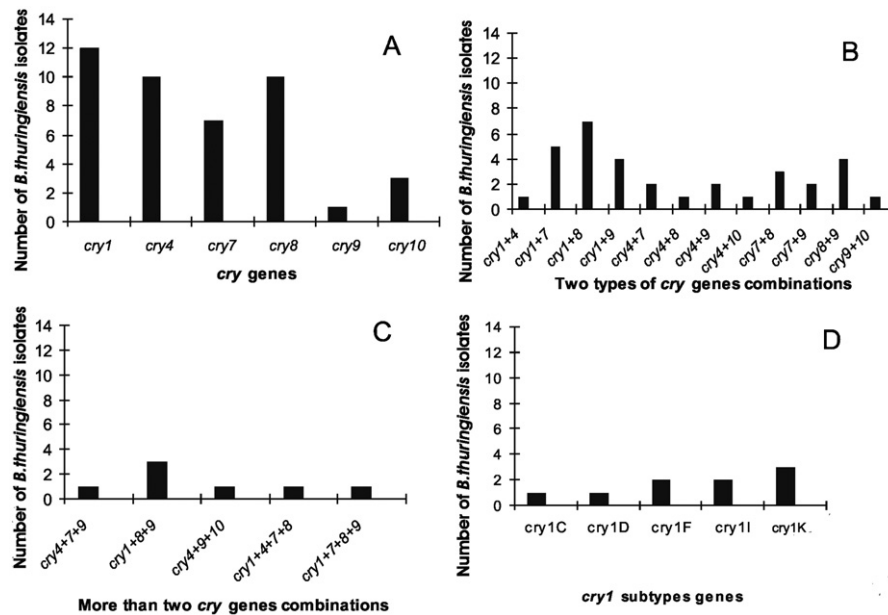 A
Number of B.thuringiensis isolates
14
12
10
8
6
4
2
0
cry1 cry4 cry7 cry8 cry9 cry10
cry genes
B
Number of B.thuringiensis isolates
14
12
10
8
6
4
2
0
cry1+4 cry1+7 cry1+8 cry1+9 cry4+7 cry4+8 cry4+9 cry4+10 cry7+8 cry7+9 cry8+9 cry9+10
Two types of cry genes combinations
C
Number of B.thuringiensis isolates
14
12
10
8
6
4
2
0
cry4+7+9 cry1+8+9 cry4+9+10 cry1+4+7+8 cry1+7+8+9
More than two cry genes combinations
D
Number of B.thuringiensis isolates
14
12
10
8
6
4
2
0
cry1C cry1D cry1F cry1I cry1K
cry1 subtypes genes